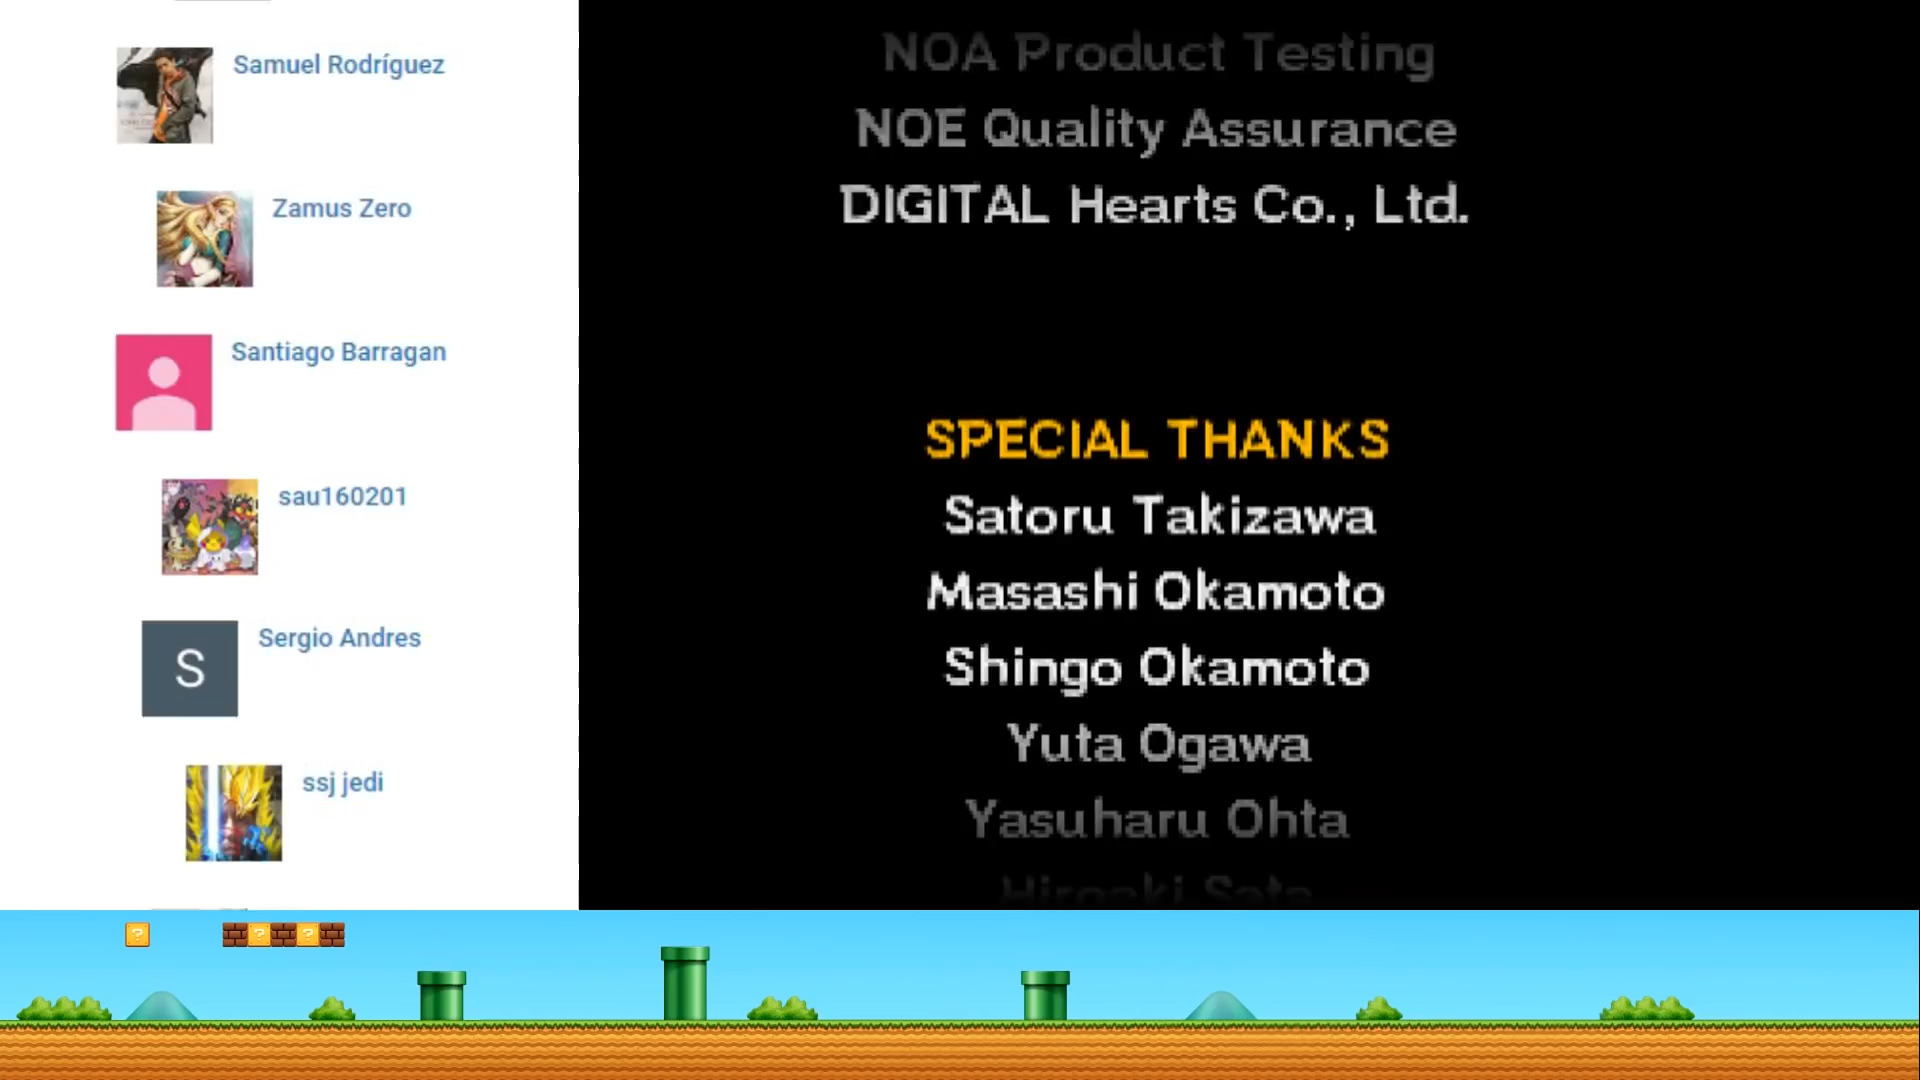 Samuel Rodríguez
Zamus Zero
Santiago Barragan
sau160201
S
Sergio Andres
ssj jedi
NOA Product Testing
NOE Quality Assurance
DIGITAL Hearts Co., Ltd.
SPECIAL THANKS
Satoru Takizawa
Masashi Okamoto
Shingo Okamoto
Yuta Ogawa
Yasuharu Ohta
? ? ?